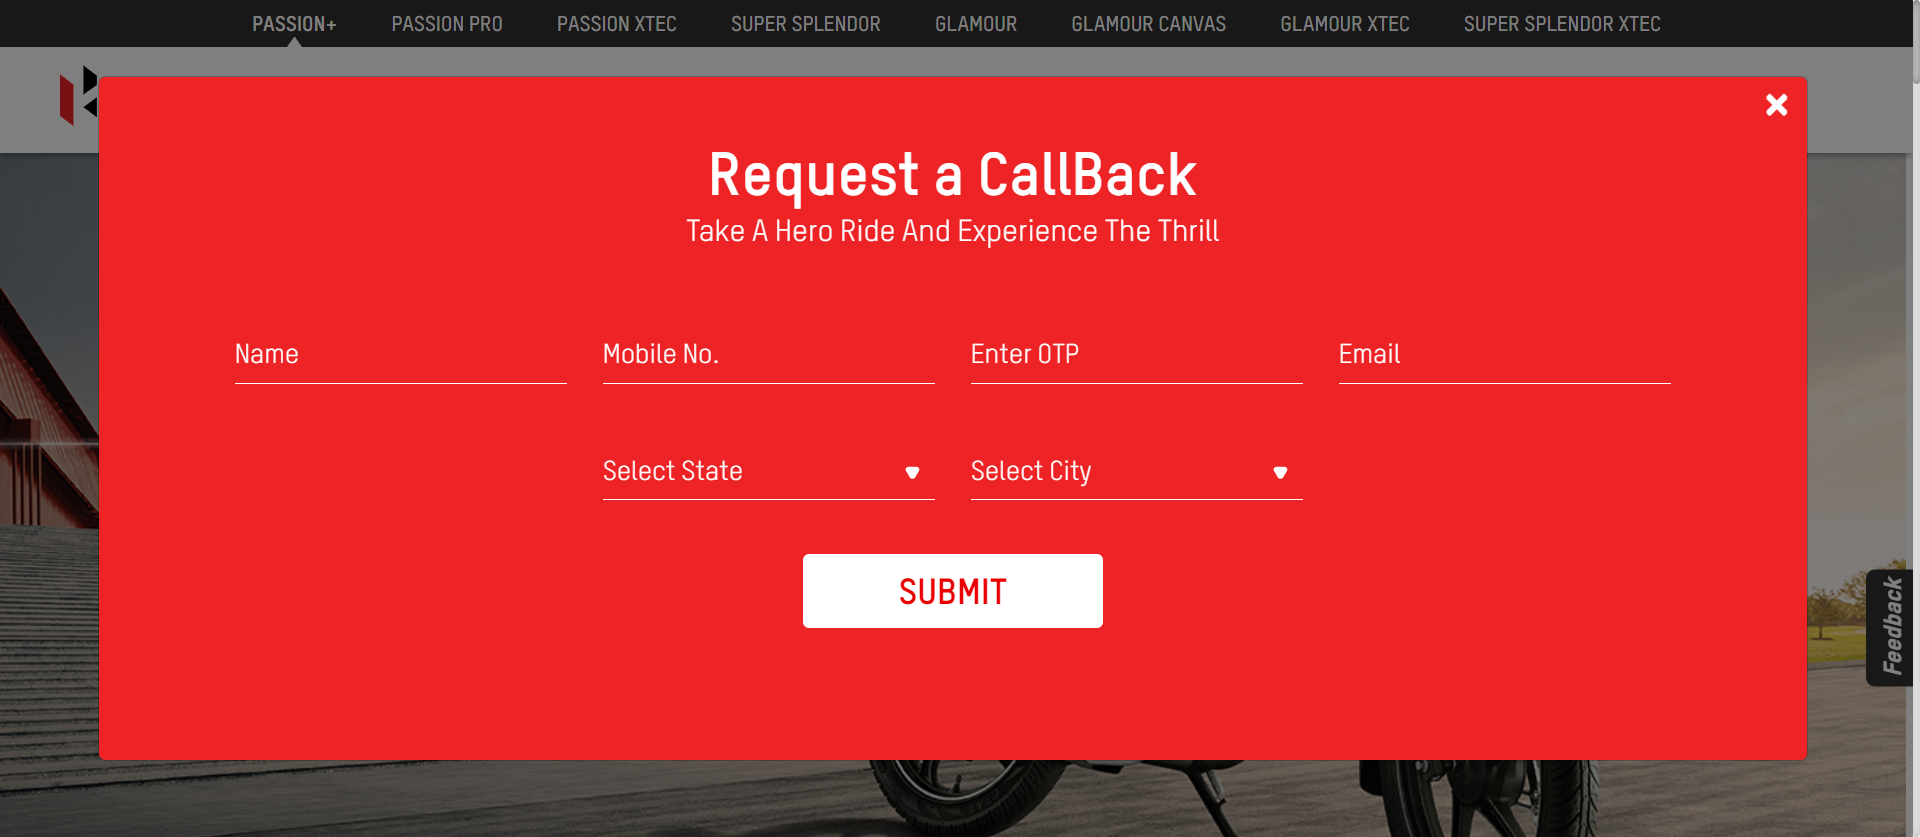 PASSION+ PASSION PRO PASSION XTEC SUPER SPLENDOR GLAMOUR GLAMOUR CANVAS GLAMOUR XTEC SUPER SPLENDOR XTEC
Request a CallBack
Take A Hero Ride And Experience The Thrill
Name Mobile No. Enter OTP Email
Select State Select City
SUBMIT
Feedback